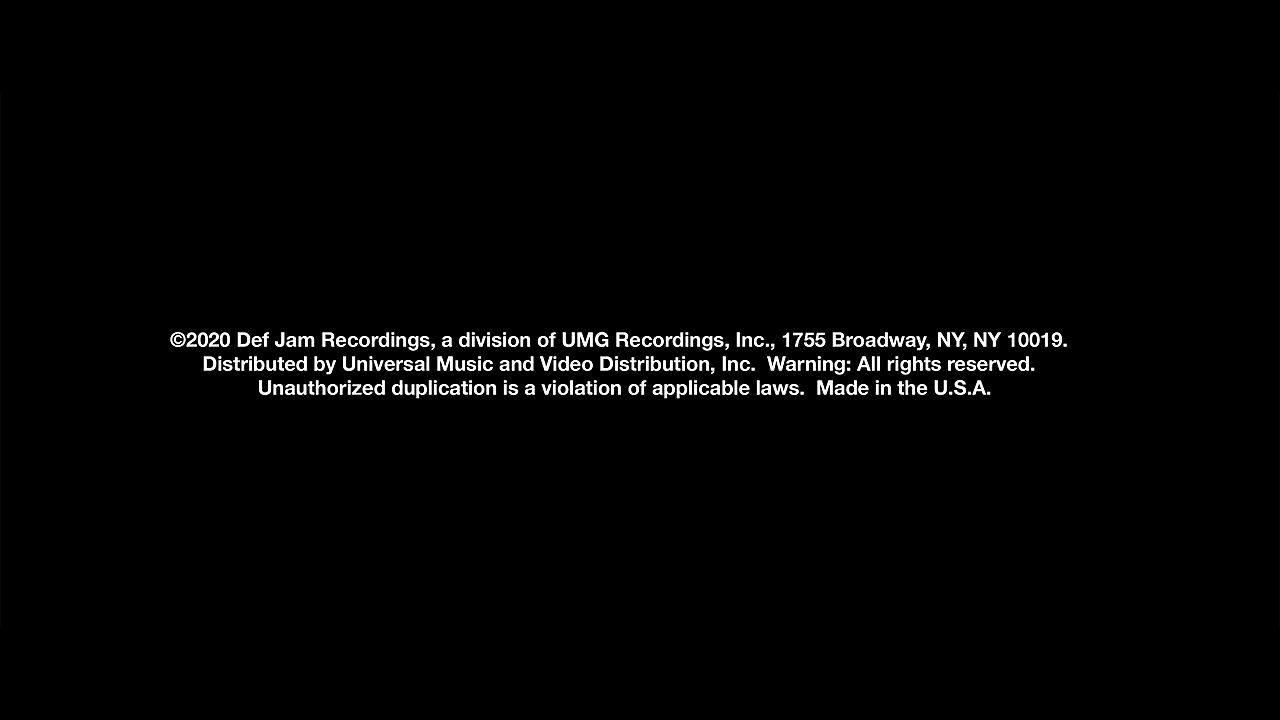 ©2020 Def Jam Recordings, a division of UMG Recordings, Inc., 1755 Broadway, NY, NY 10019.
Distributed by Universal Music and Video Distribution, Inc.  Warning: All rights reserved.
Unauthorized duplication is a violation of applicable laws.  Made in the U.S.A.